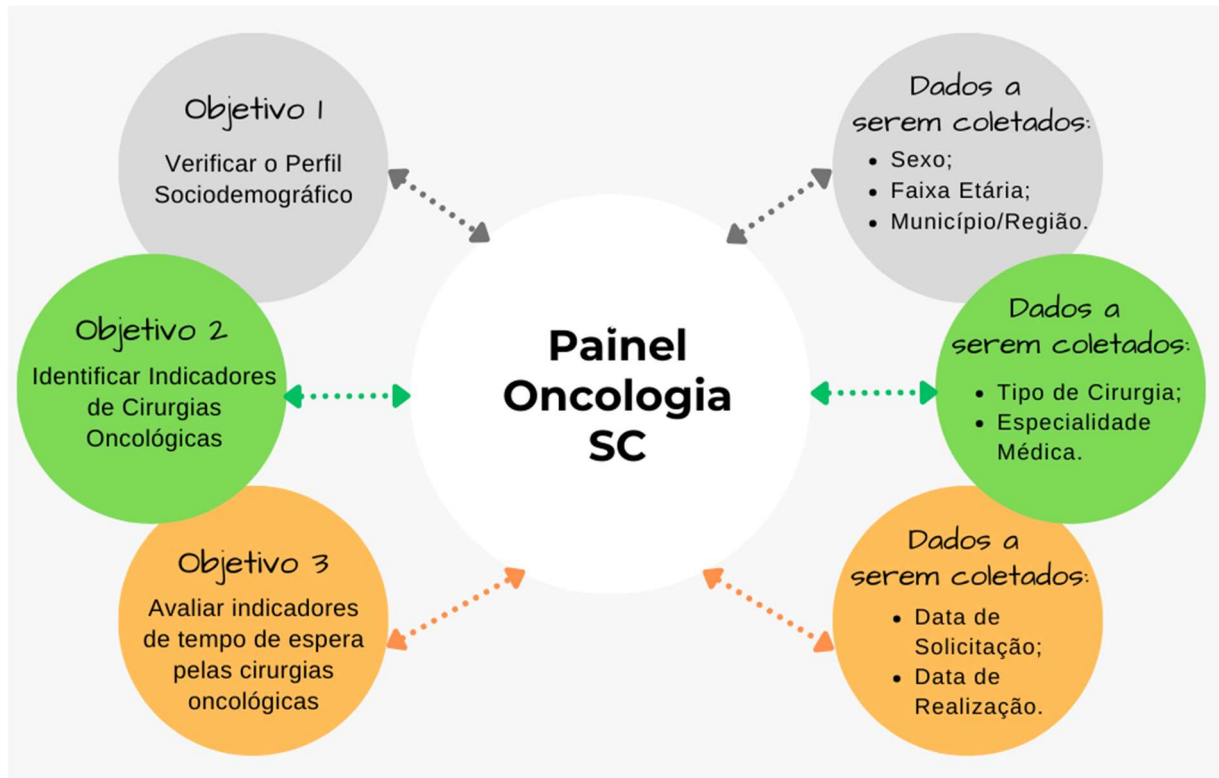 Objetivo 1
Verificar o Perfil
Sociodemográfico
Objetivo 2
Identificar Indicadores
de Cirurgias
Oncológicas
Objetivo 3
Avaliar indicadores
de tempo de espera
pelas cirurgias
oncológicas
Painel
Oncologia
SC
Dados a
serem coletados:
• Sexo;
• Faixa Etária;
• Município/Região.
Dados a
serem coletados:
• Tipo de Cirurgia;
• Especialidade
Médica.
Dados a
serem coletados:
• Data de
Solicitação;
• Data de
Realização.